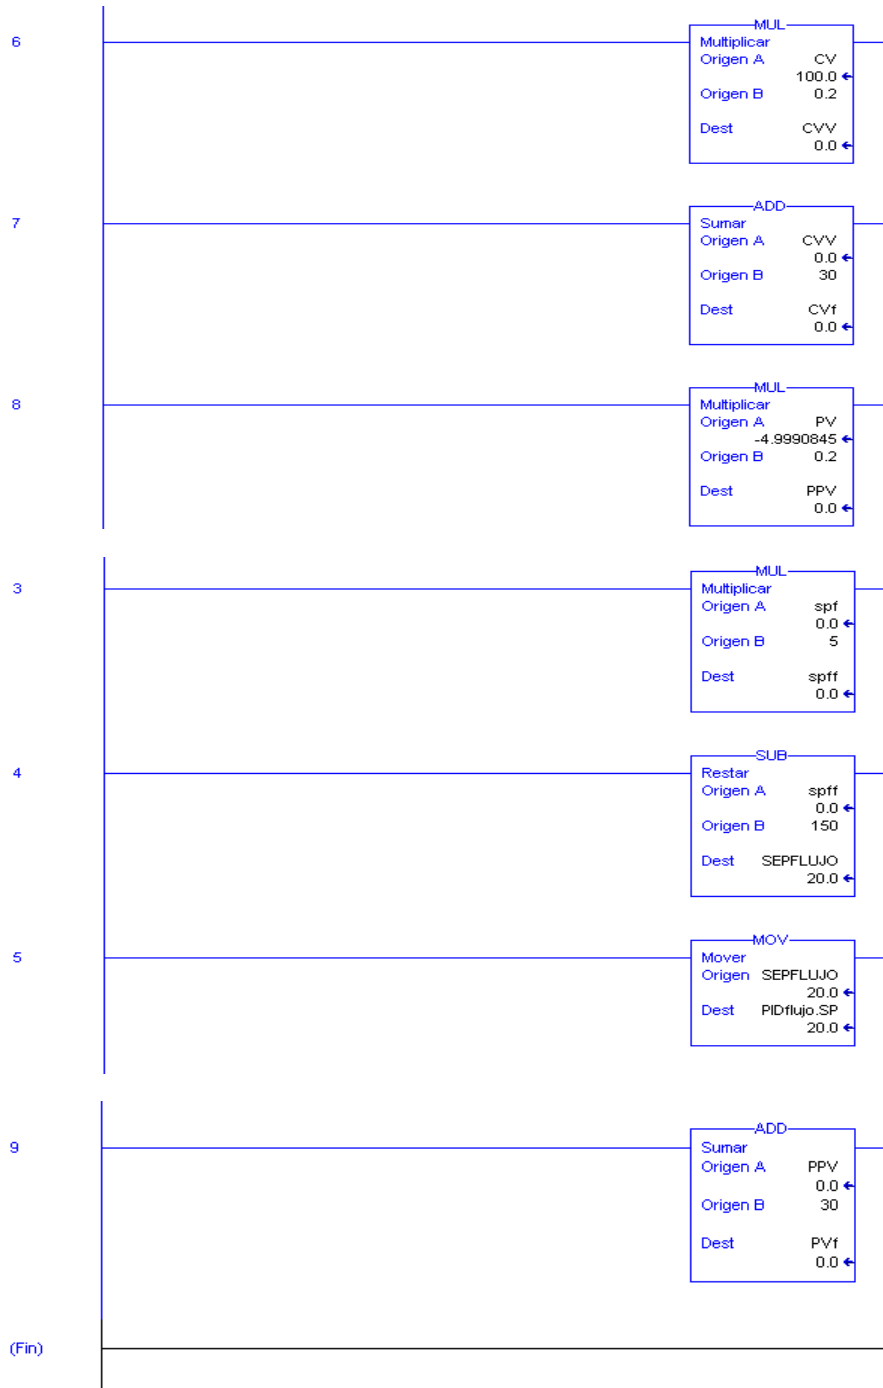 6
MUL
Multiplicar
Origen A CV
100.0
Origen B 0.2
Dest CVV
0.0
7
ADD
Sumar
Origen A CVV
0.0
Origen B 30
Dest CVf
0.0
8
MUL
Multiplicar
Origen A PV
-4.9990845
Origen B 0.2
Dest PPV
0.0
3
MUL
Multiplicar
Origen A spf
0.0
Origen B 5
Dest spff
0.0
4
SUB
Restar
Origen A spff
0.0
Origen B 150
Dest SEPFLUJO
20.0
5
MOV
Mover
Origen SEPFLUJO
20.0
Dest PIDflujo.SP
20.0
9
ADD
Sumar
Origen A PPV
0.0
Origen B 30
Dest PVf
0.0
(Fin)